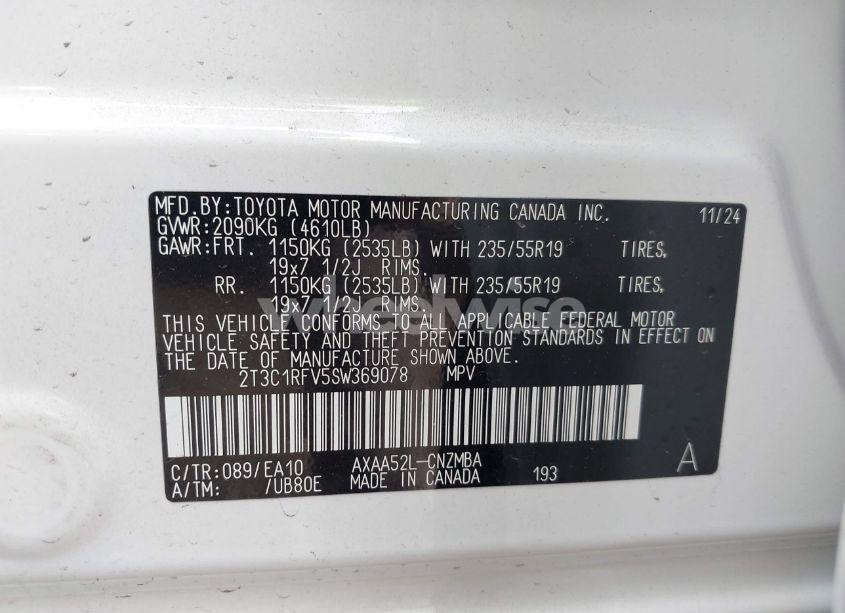 MFD.BY:TOYOTA MOTOR MANUFACTURING CANADA INC. 11/24
GVWR:2090KG (4610LB)
GAWR:FRT. 1150KG (2535LB) WITH 235/55R19 TIRES,
19x7 1/2J RIMS.
RR. 1150KG (2535LB) WITH 235/55R19 TIRES,
19x7 1/2J RIMS.
wheelwise
THIS VEHICLE CONFORMS TO ALL APPLICABLE FEDERAL MOTOR
VEHICLE SAFETY AND THEFT PREVENTION STANDARDS IN EFFECT ON
THE DATE OF MANUFACTURE SHOWN ABOVE.
2T3C1RFV5SW369078 MPV
C/TR:089/EA10 AXAA52L-CNZMBA A
A/TM: /UB80E MADE IN CANADA 193